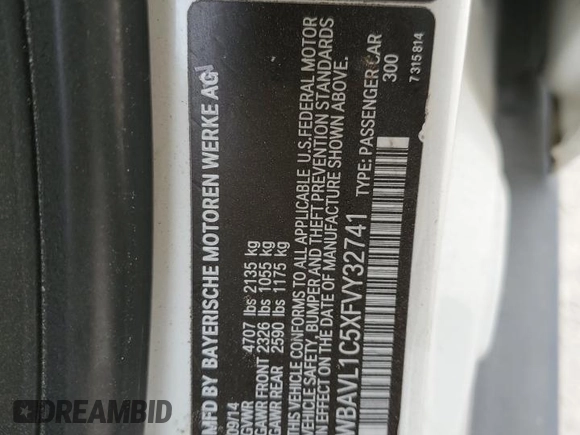 MFD BY BAYERISCHE MOTOREN WERKE AG
09/14
GVWR 4707 lbs 2135 kg
GAWR FRONT 2326 lbs 1055 kg
GAWR REAR 2590 lbs 1175 kg
THIS VEHICLE CONFORMS TO ALL APPLICABLE U.S. FEDERAL MOTOR
VEHICLE SAFETY, BUMPER AND THEFT PREVENTION STANDARDS
IN EFFECT ON THE DATE OF MANUFACTURE SHOWN ABOVE.
WBAVL1C5XFVY32741 TYPE: PASSENGER CAR
300
7 315 814
DREAMBID